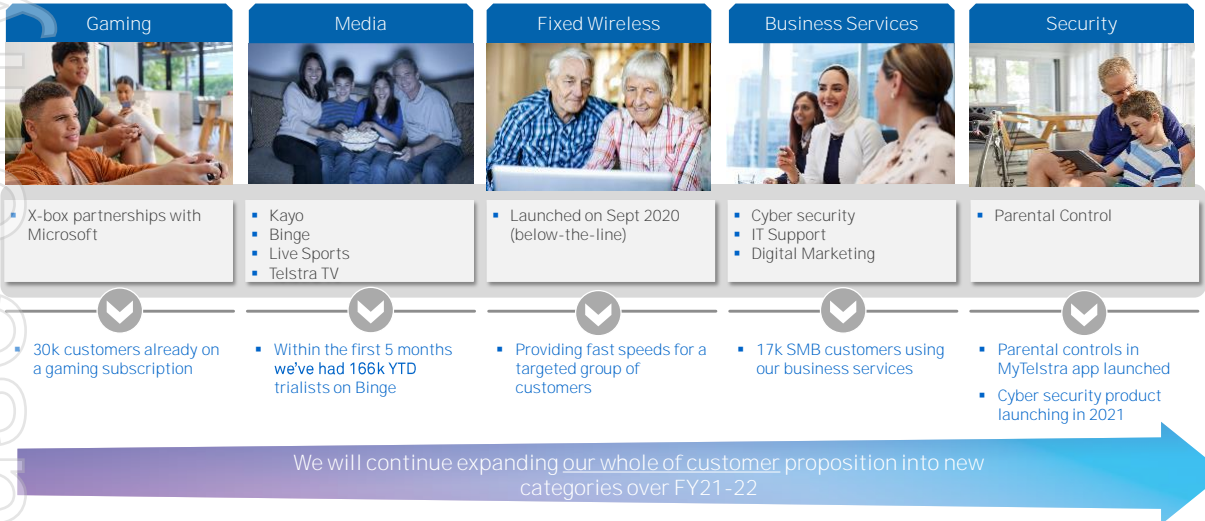 Gaming
Media
Fixed Wireless
Business Services
Security
X-box partnerships with
Microsoft
Kayo
Binge
Live Sports
Telstra TV
Launched on Sept 2020
(below-the-line)
Cyber security
IT Support
Digital Marketing
Parental Control
30k customers already on
a gaming subscription
Within the first 5 months
we've had 166k YTD
trialists on Binge
Providing fast speeds for a
targeted group of
customers
17k SMB customers using
our business services
Parental controls in
MyTelstra app launched
Cyber security product
launching in 2021
We will continue expanding our whole of customer proposition into new
categories over FY21-22